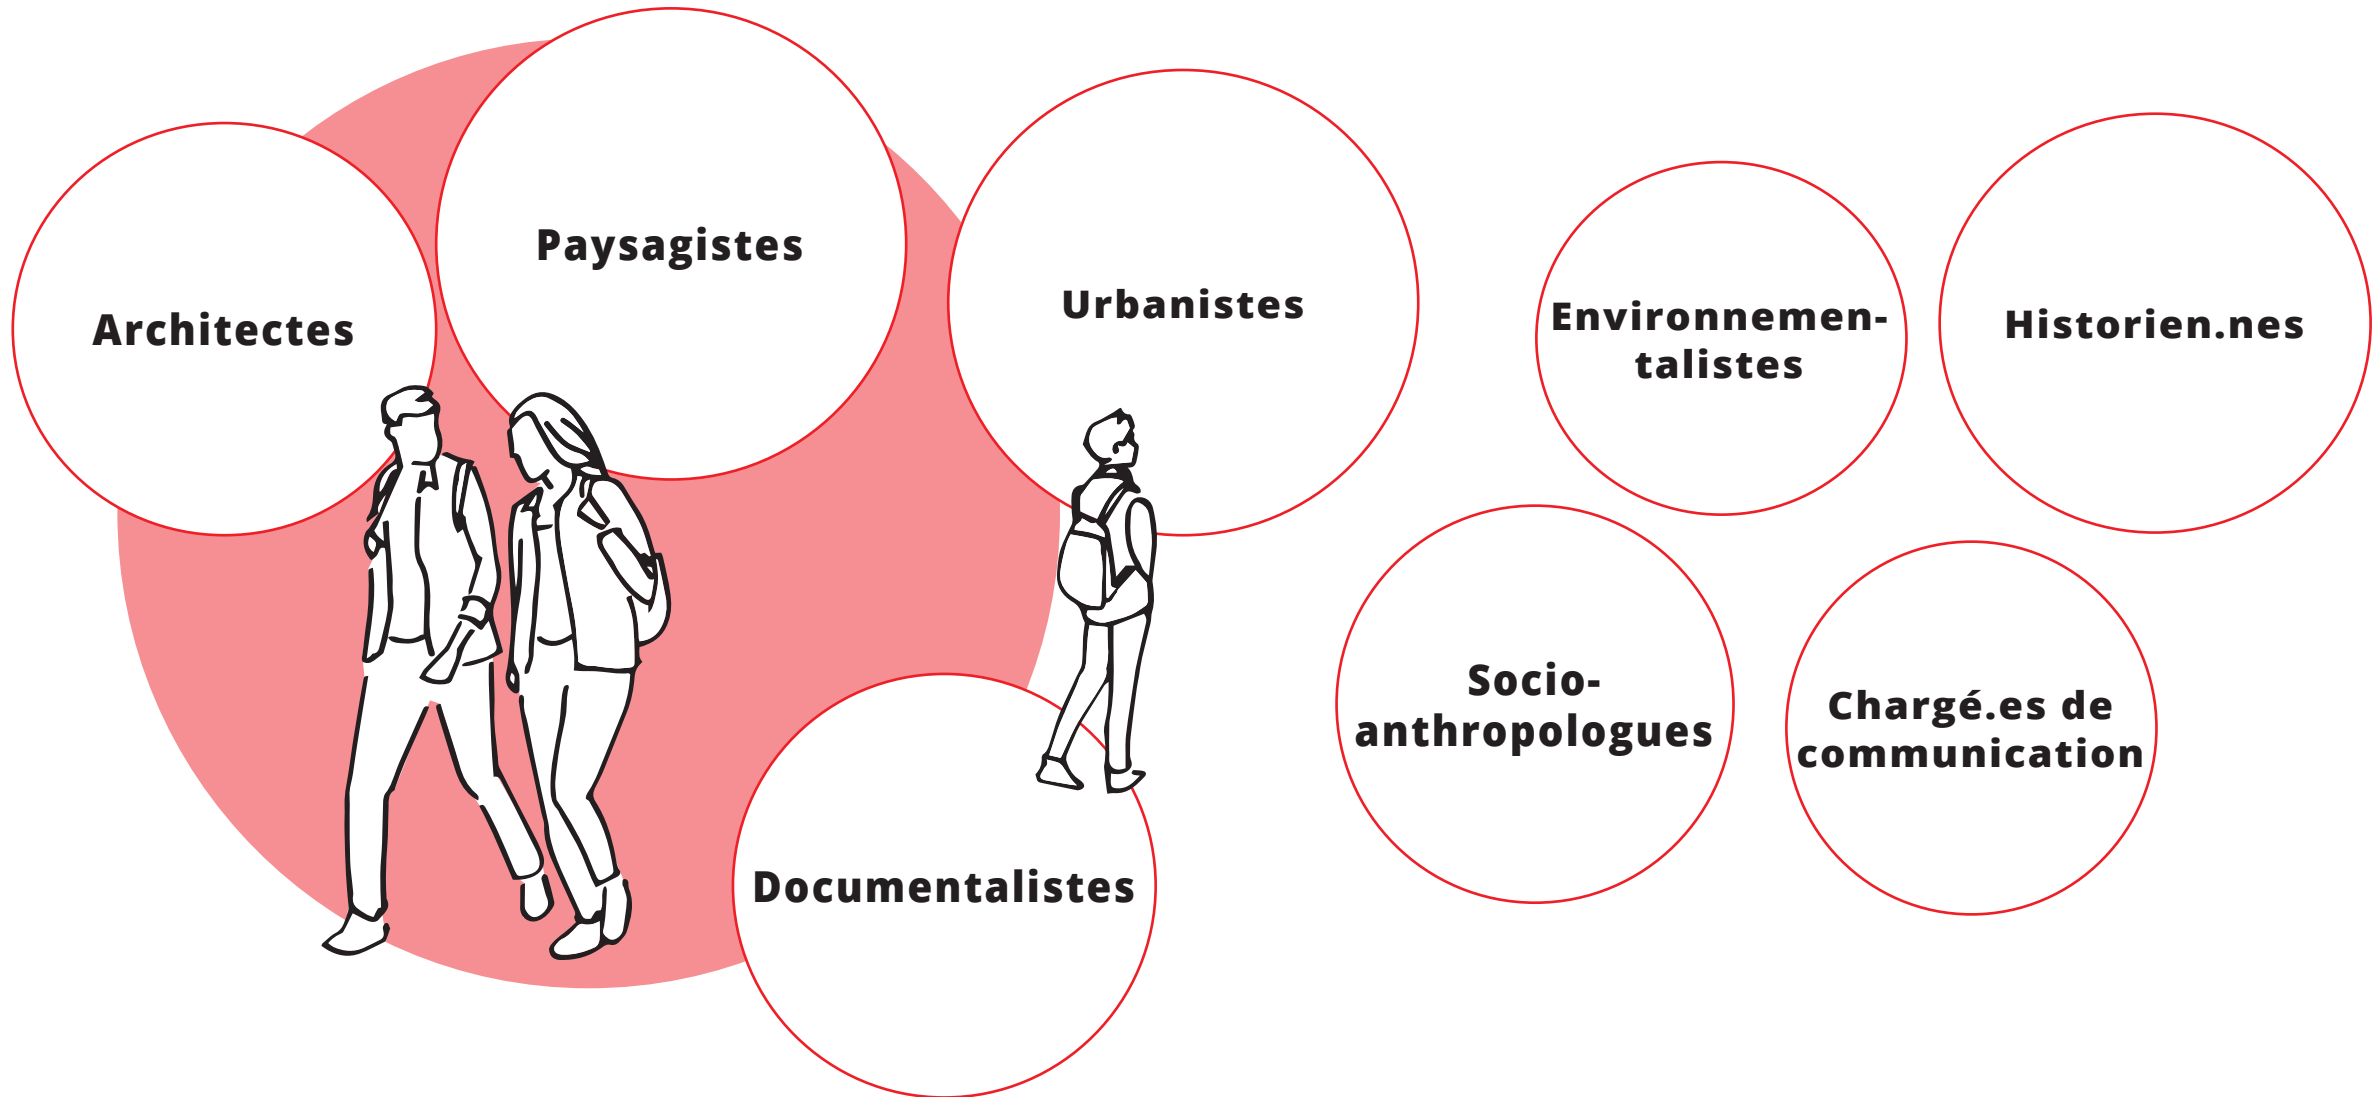 Architectes
Paysagistes
Urbanistes
Environnemen-
talistes
Historien.nes
Documentalistes
Socio-
anthropologues
Chargé.es de
communication